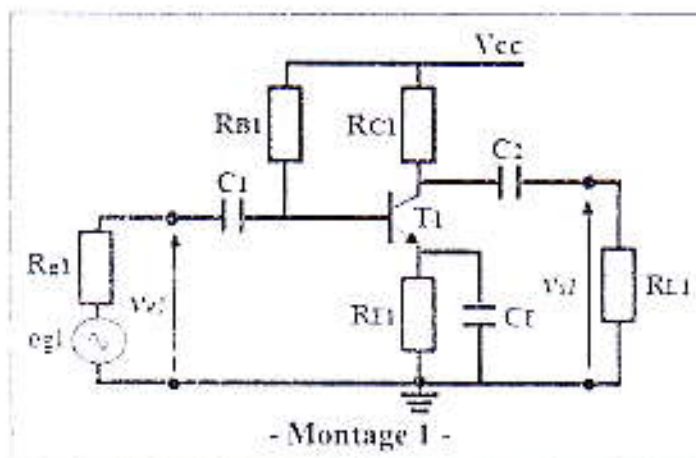 Vcc
RB1
RC1
C2
C1
T1
Rg1
ve1
RE1
CE
vs1
RL1
eg1
- Montage 1 -